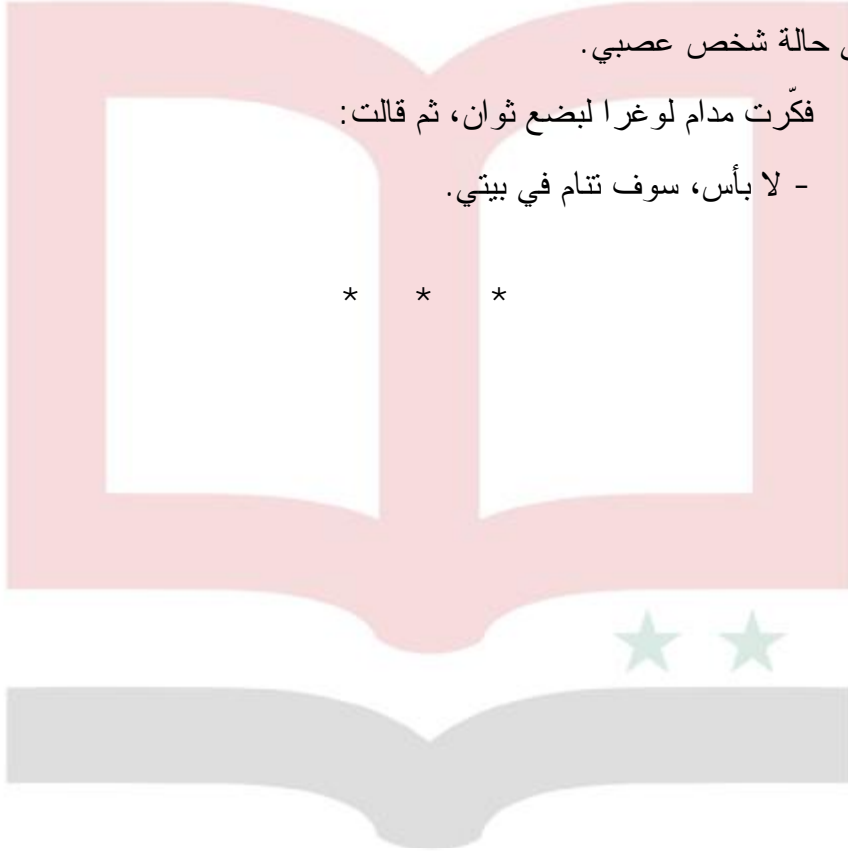 حالة شخص عصبي.
فكّرت مدام لوغرا لبضع ثوان، ثم قالت:
- لا بأس، سوف تنام في بيتي.
* * *